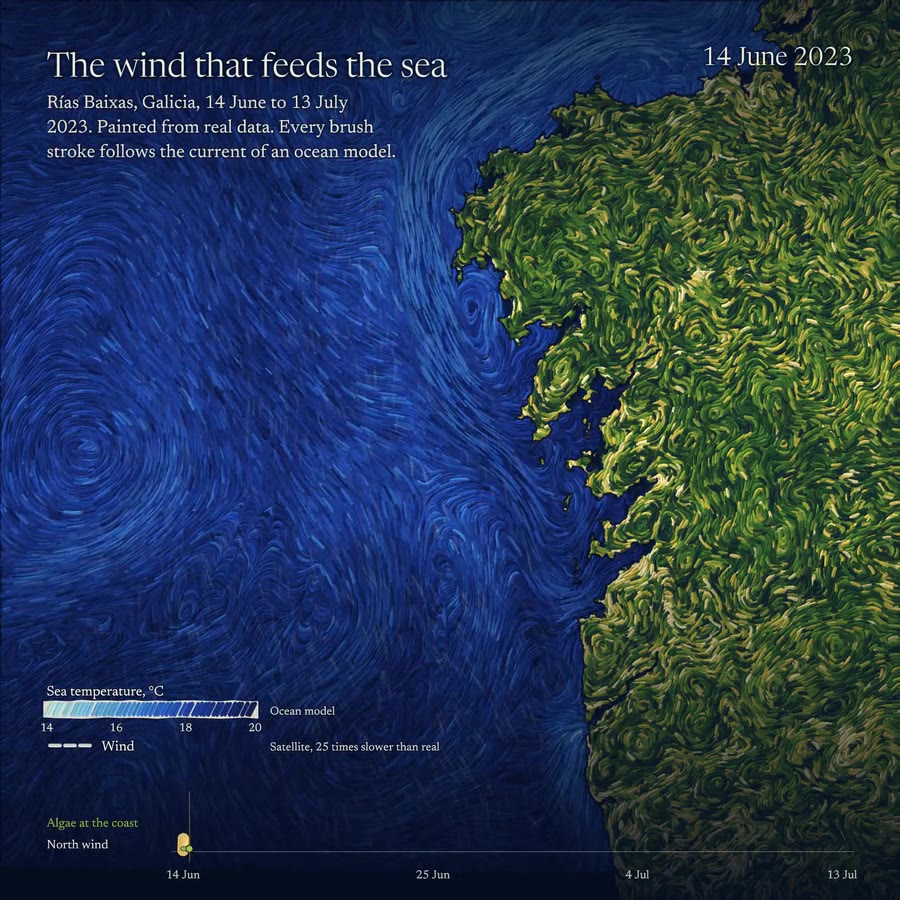 The wind that feeds the sea
14 June 2023
Rías Baixas, Galicia, 14 June to 13 July
2023. Painted from real data. Every brush
stroke follows the current of an ocean model.
Sea temperature, °C
Ocean model
14 16 18 20
Wind
Satellite, 25 times slower than real
Algae at the coast
North wind
14 Jun 25 Jun 4 Jul 13 Jul